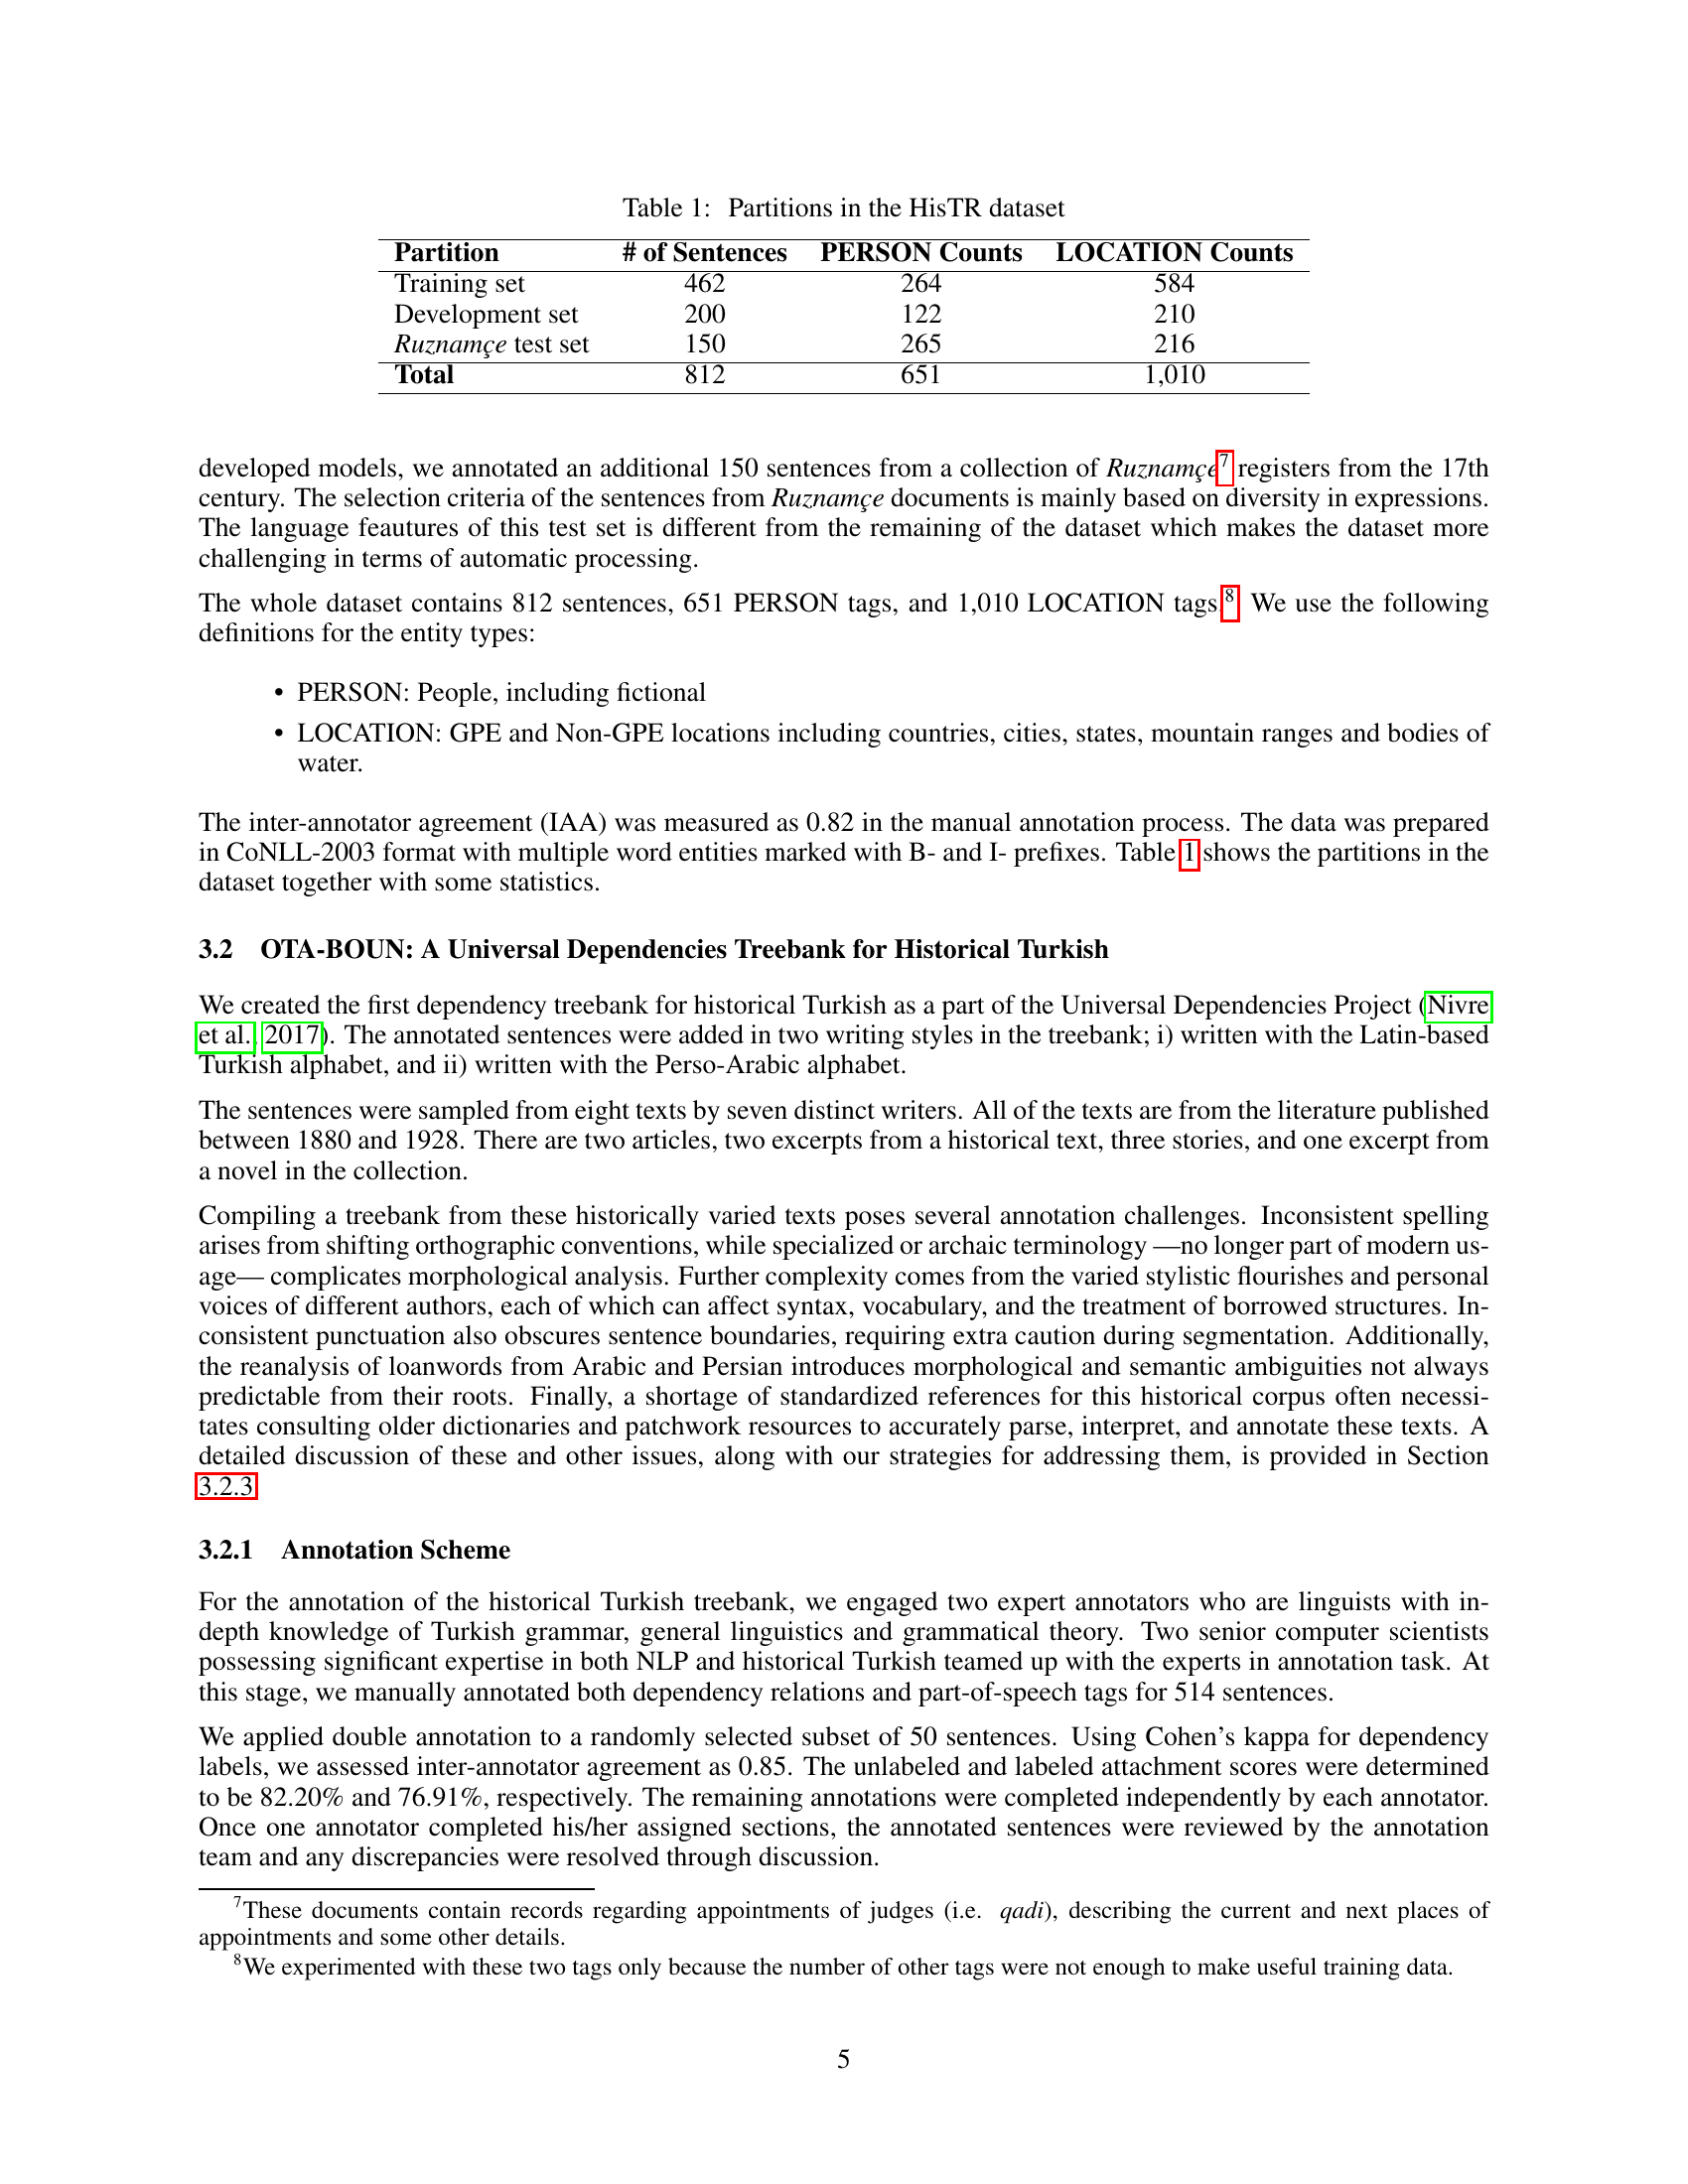 Table 1: Partitions in the HisTR dataset
Partition # of Sentences PERSON Counts LOCATION Counts
Training set 462 264 584
Development set 200 122 210
Ruznamçe test set 150 265 216
Total 812 651 1,010
developed models, we annotated an additional 150 sentences from a collection of Ruznamçe7 registers from the 17th
century. The selection criteria of the sentences from Ruznamçe documents is mainly based on diversity in expressions.
The language feautures of this test set is different from the remaining of the dataset which makes the dataset more
challenging in terms of automatic processing.
The whole dataset contains 812 sentences, 651 PERSON tags, and 1,010 LOCATION tags.8 We use the following
definitions for the entity types:
• PERSON: People, including fictional
• LOCATION: GPE and Non-GPE locations including countries, cities, states, mountain ranges and bodies of
water.
The inter-annotator agreement (IAA) was measured as 0.82 in the manual annotation process. The data was prepared
in CoNLL-2003 format with multiple word entities marked with B- and I- prefixes. Table 1 shows the partitions in the
dataset together with some statistics.
3.2 OTA-BOUN: A Universal Dependencies Treebank for Historical Turkish
We created the first dependency treebank for historical Turkish as a part of the Universal Dependencies Project (Nivre
et al., 2017). The annotated sentences were added in two writing styles in the treebank; i) written with the Latin-based
Turkish alphabet, and ii) written with the Perso-Arabic alphabet.
The sentences were sampled from eight texts by seven distinct writers. All of the texts are from the literature published
between 1880 and 1928. There are two articles, two excerpts from a historical text, three stories, and one excerpt from
a novel in the collection.
Compiling a treebank from these historically varied texts poses several annotation challenges. Inconsistent spelling
arises from shifting orthographic conventions, while specialized or archaic terminology —no longer part of modern us-
age— complicates morphological analysis. Further complexity comes from the varied stylistic flourishes and personal
voices of different authors, each of which can affect syntax, vocabulary, and the treatment of borrowed structures. In-
consistent punctuation also obscures sentence boundaries, requiring extra caution during segmentation. Additionally,
the reanalysis of loanwords from Arabic and Persian introduces morphological and semantic ambiguities not always
predictable from their roots. Finally, a shortage of standardized references for this historical corpus often necessi-
tates consulting older dictionaries and patchwork resources to accurately parse, interpret, and annotate these texts. A
detailed discussion of these and other issues, along with our strategies for addressing them, is provided in Section
3.2.3
3.2.1 Annotation Scheme
For the annotation of the historical Turkish treebank, we engaged two expert annotators who are linguists with in-
depth knowledge of Turkish grammar, general linguistics and grammatical theory. Two senior computer scientists
possessing significant expertise in both NLP and historical Turkish teamed up with the experts in annotation task. At
this stage, we manually annotated both dependency relations and part-of-speech tags for 514 sentences.
We applied double annotation to a randomly selected subset of 50 sentences. Using Cohen's kappa for dependency
labels, we assessed inter-annotator agreement as 0.85. The unlabeled and labeled attachment scores were determined
to be 82.20% and 76.91%, respectively. The remaining annotations were completed independently by each annotator.
Once one annotator completed his/her assigned sections, the annotated sentences were reviewed by the annotation
team and any discrepancies were resolved through discussion.
7These documents contain records regarding appointments of judges (i.e. qadi), describing the current and next places of
appointments and some other details.
8We experimented with these two tags only because the number of other tags were not enough to make useful training data.
5